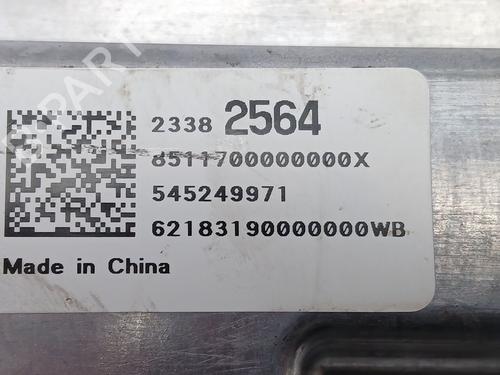 2338 2564
8511700000000X
545249971
62183190000000WB
Made in China